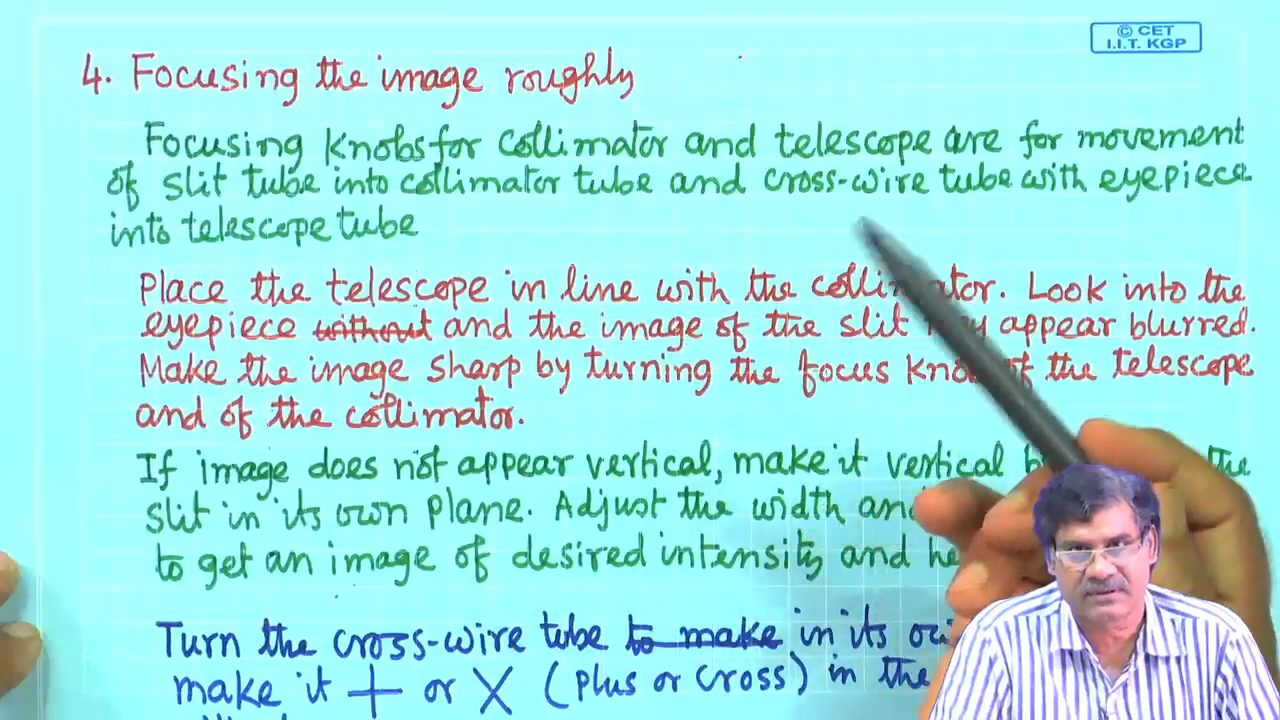 © CET
I.I.T. KGP
4. Focusing the image roughly
Focusing Knobs for collimator and telescope are for movement
of slit tube into collimator tube and cross-wire tube with eyepiece
into telescope tube
Place the telescope in line with the collimator. Look into the
eyepiece without and the image of the slit may appear blurred.
Make the image sharp by turning the focus knob of the telescope
and of the collimator.
If image does not appear vertical, make it vertical the
slit in its own plane. Adjust the width
to get an image of desired intensity and
Turn the cross-wire tube to make in its
make it + or X (plus or cross) in the